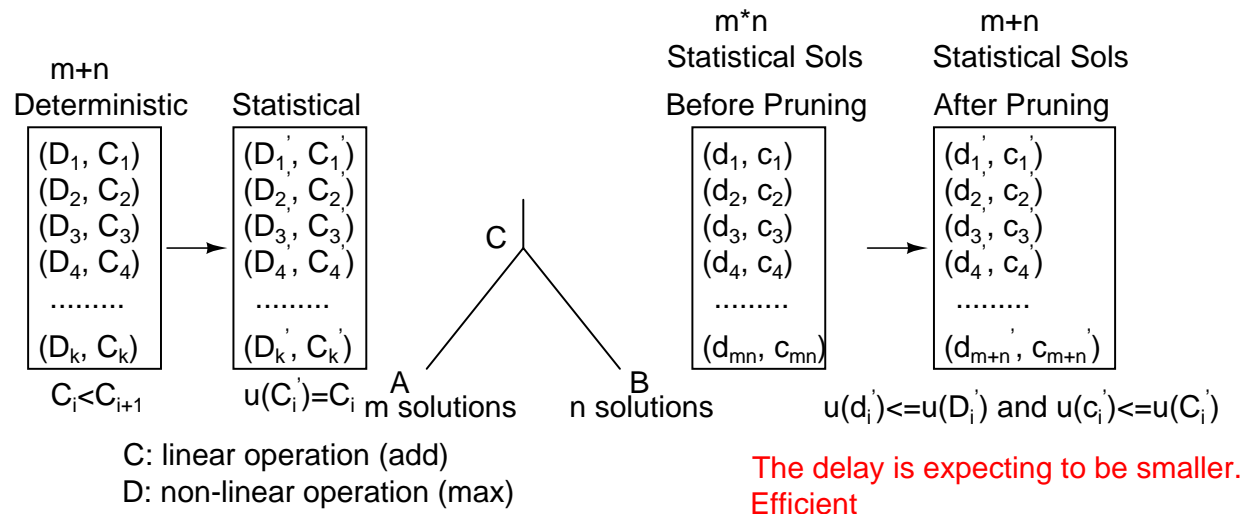 m+n
Deterministic
(D₁, C₁)
(D₂, C₂)
(D₃, C₃)
(D₄, C₄)
.........
(Dₖ, Cₖ)
Cᵢ<Cᵢ₊₁
Statistical
(D₁', C₁')
(D₂', C₂')
(D₃', C₃')
(D₄', C₄')
.........
(Dₖ', Cₖ')
u(Cᵢ')=Cᵢ
C
A
m solutions
B
n solutions
C: linear operation (add)
D: non-linear operation (max)
m*n
Statistical Sols
Before Pruning
(d₁, c₁)
(d₂, c₂)
(d₃, c₃)
(d₄, c₄)
.........
(dₘₙ, cₘₙ)
m+n
Statistical Sols
After Pruning
(d₁', c₁')
(d₂', c₂')
(d₃', c₃')
(d₄', c₄')
.........
(dₘ₊ₙ', cₘ₊ₙ')
u(dᵢ')<=u(Dᵢ') and u(cᵢ')<=u(Cᵢ')
The delay is expecting to be smaller.
Efficient